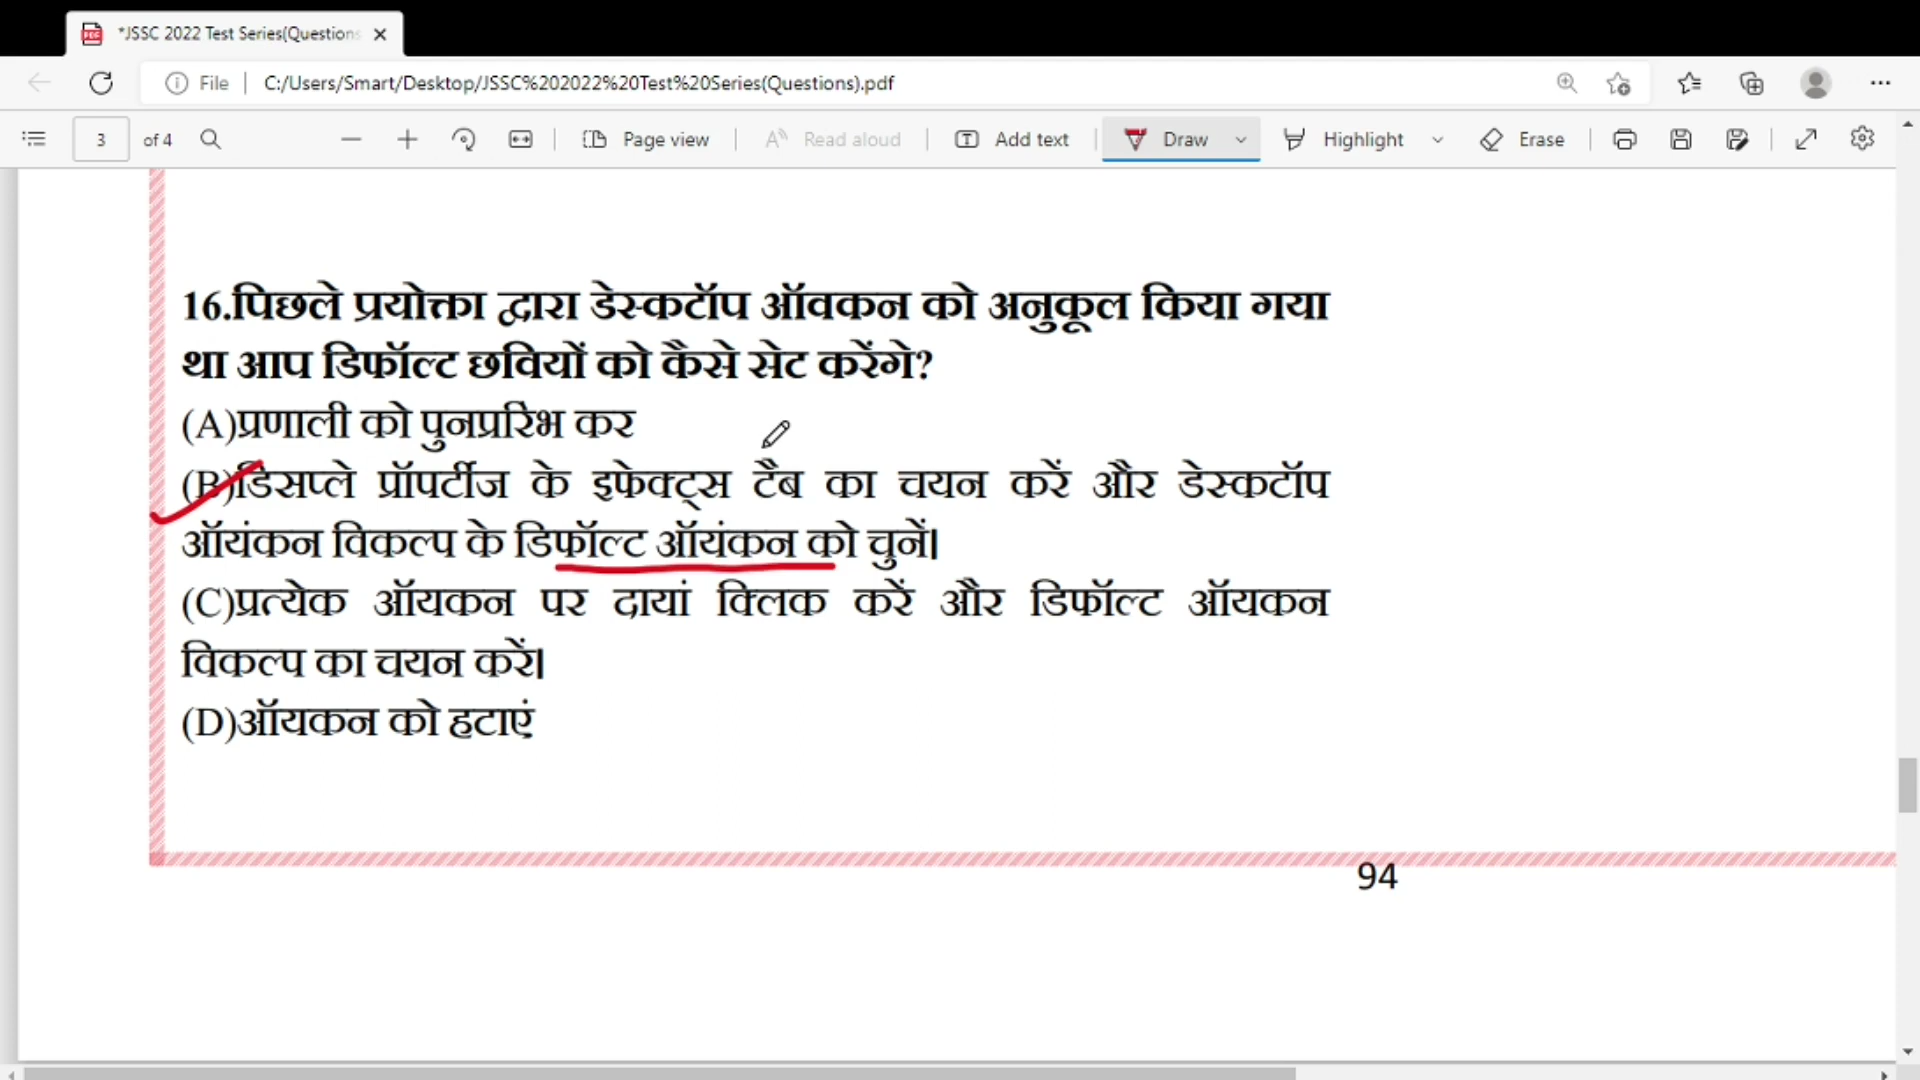 *JSSC 2022 Test Series(Questions
File C:/Users/Smart/Desktop/JSSC%202022%20Test%20Series(Questions).pdf
3 of 4 Page view Read aloud Add text Draw Highlight Erase
16.पिछले प्रयोक्ता द्वारा डेस्कटॉप ऑवकन को अनुकूल किया गया
था आप डिफॉल्ट छवियों को कैसे सेट करेंगे?
(A)प्रणाली को पुनप्ररिंभ कर
(B)डिसप्ले प्रॉपर्टीज के इफेक्ट्स टैब का चयन करें और डेस्कटॉप
ऑयंकन विकल्प के डिफॉल्ट ऑयंकन को चुनें।
(C)प्रत्येक ऑयकन पर दायां क्लिक करें और डिफॉल्ट ऑयकन
विकल्प का चयन करें।
(D)ऑयकन को हटाएं
94